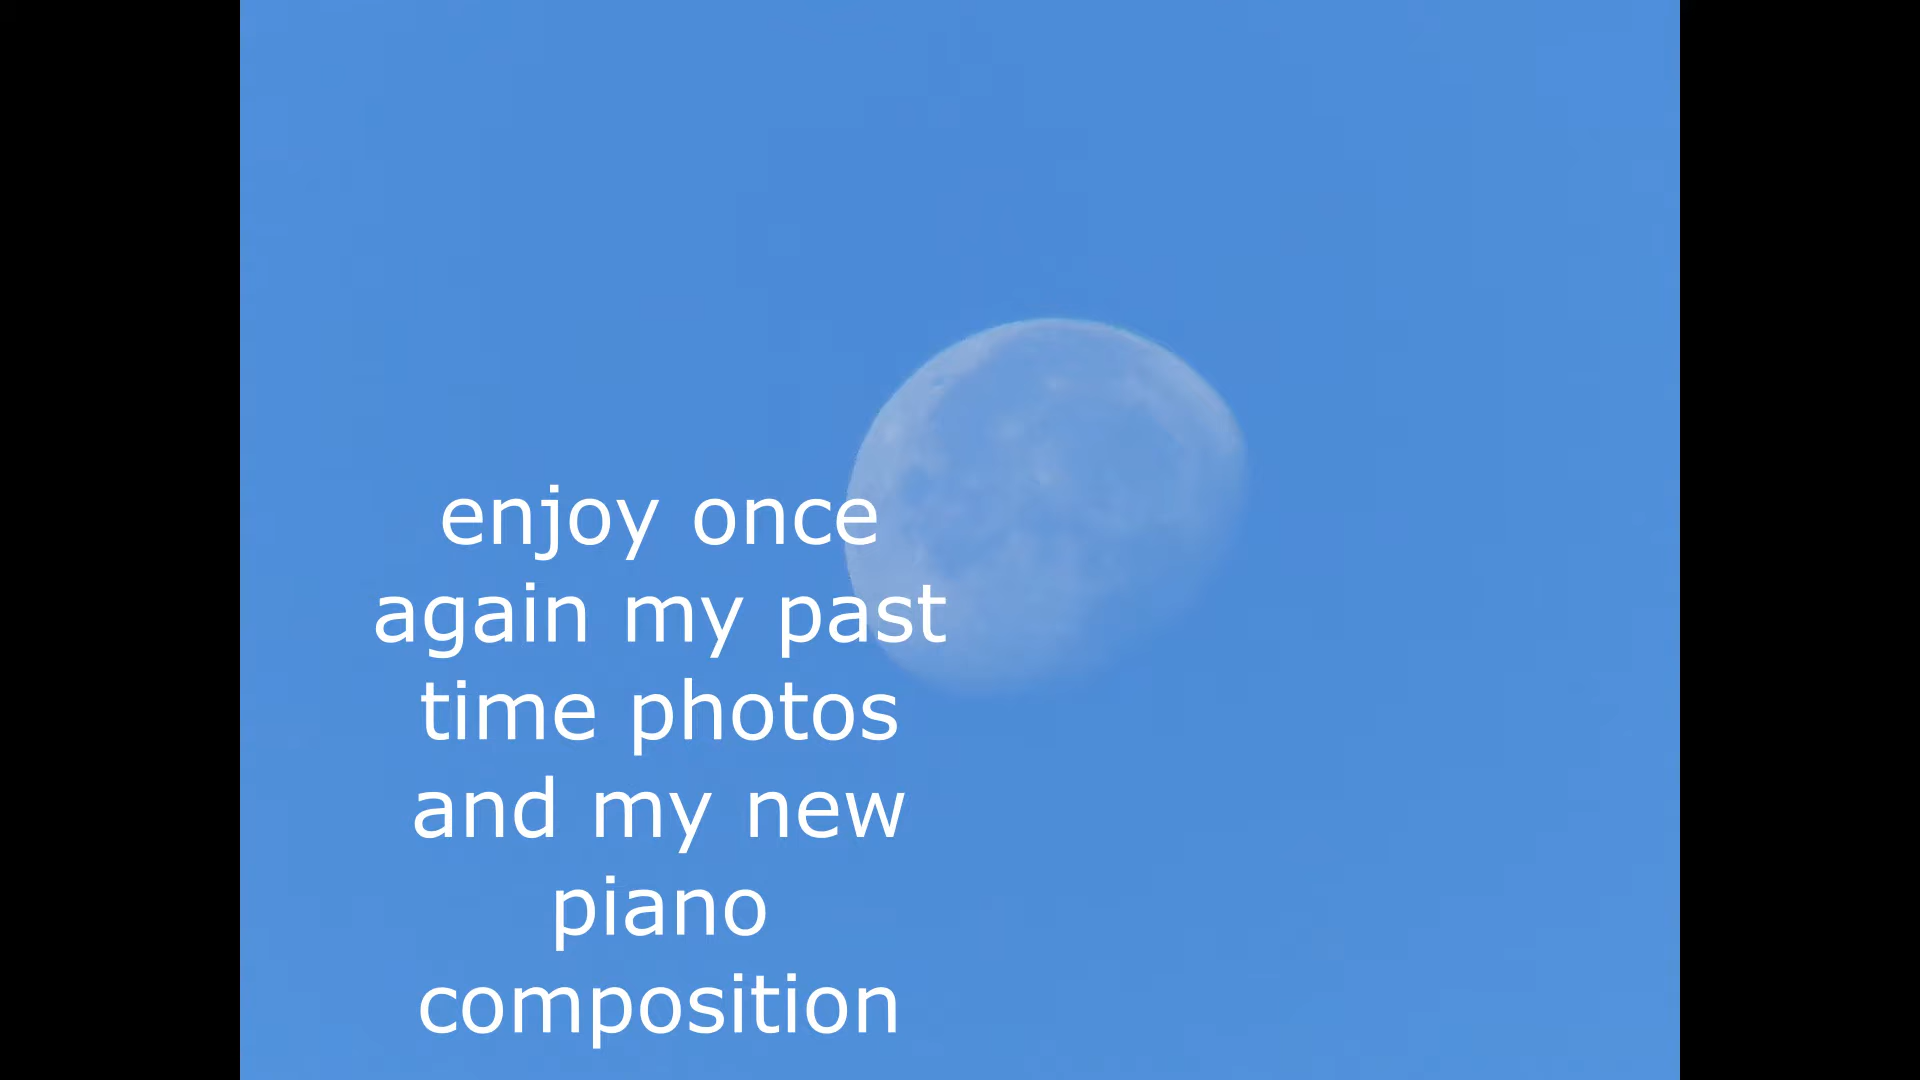 enjoy once
again my past
time photos
and my new
piano
composition